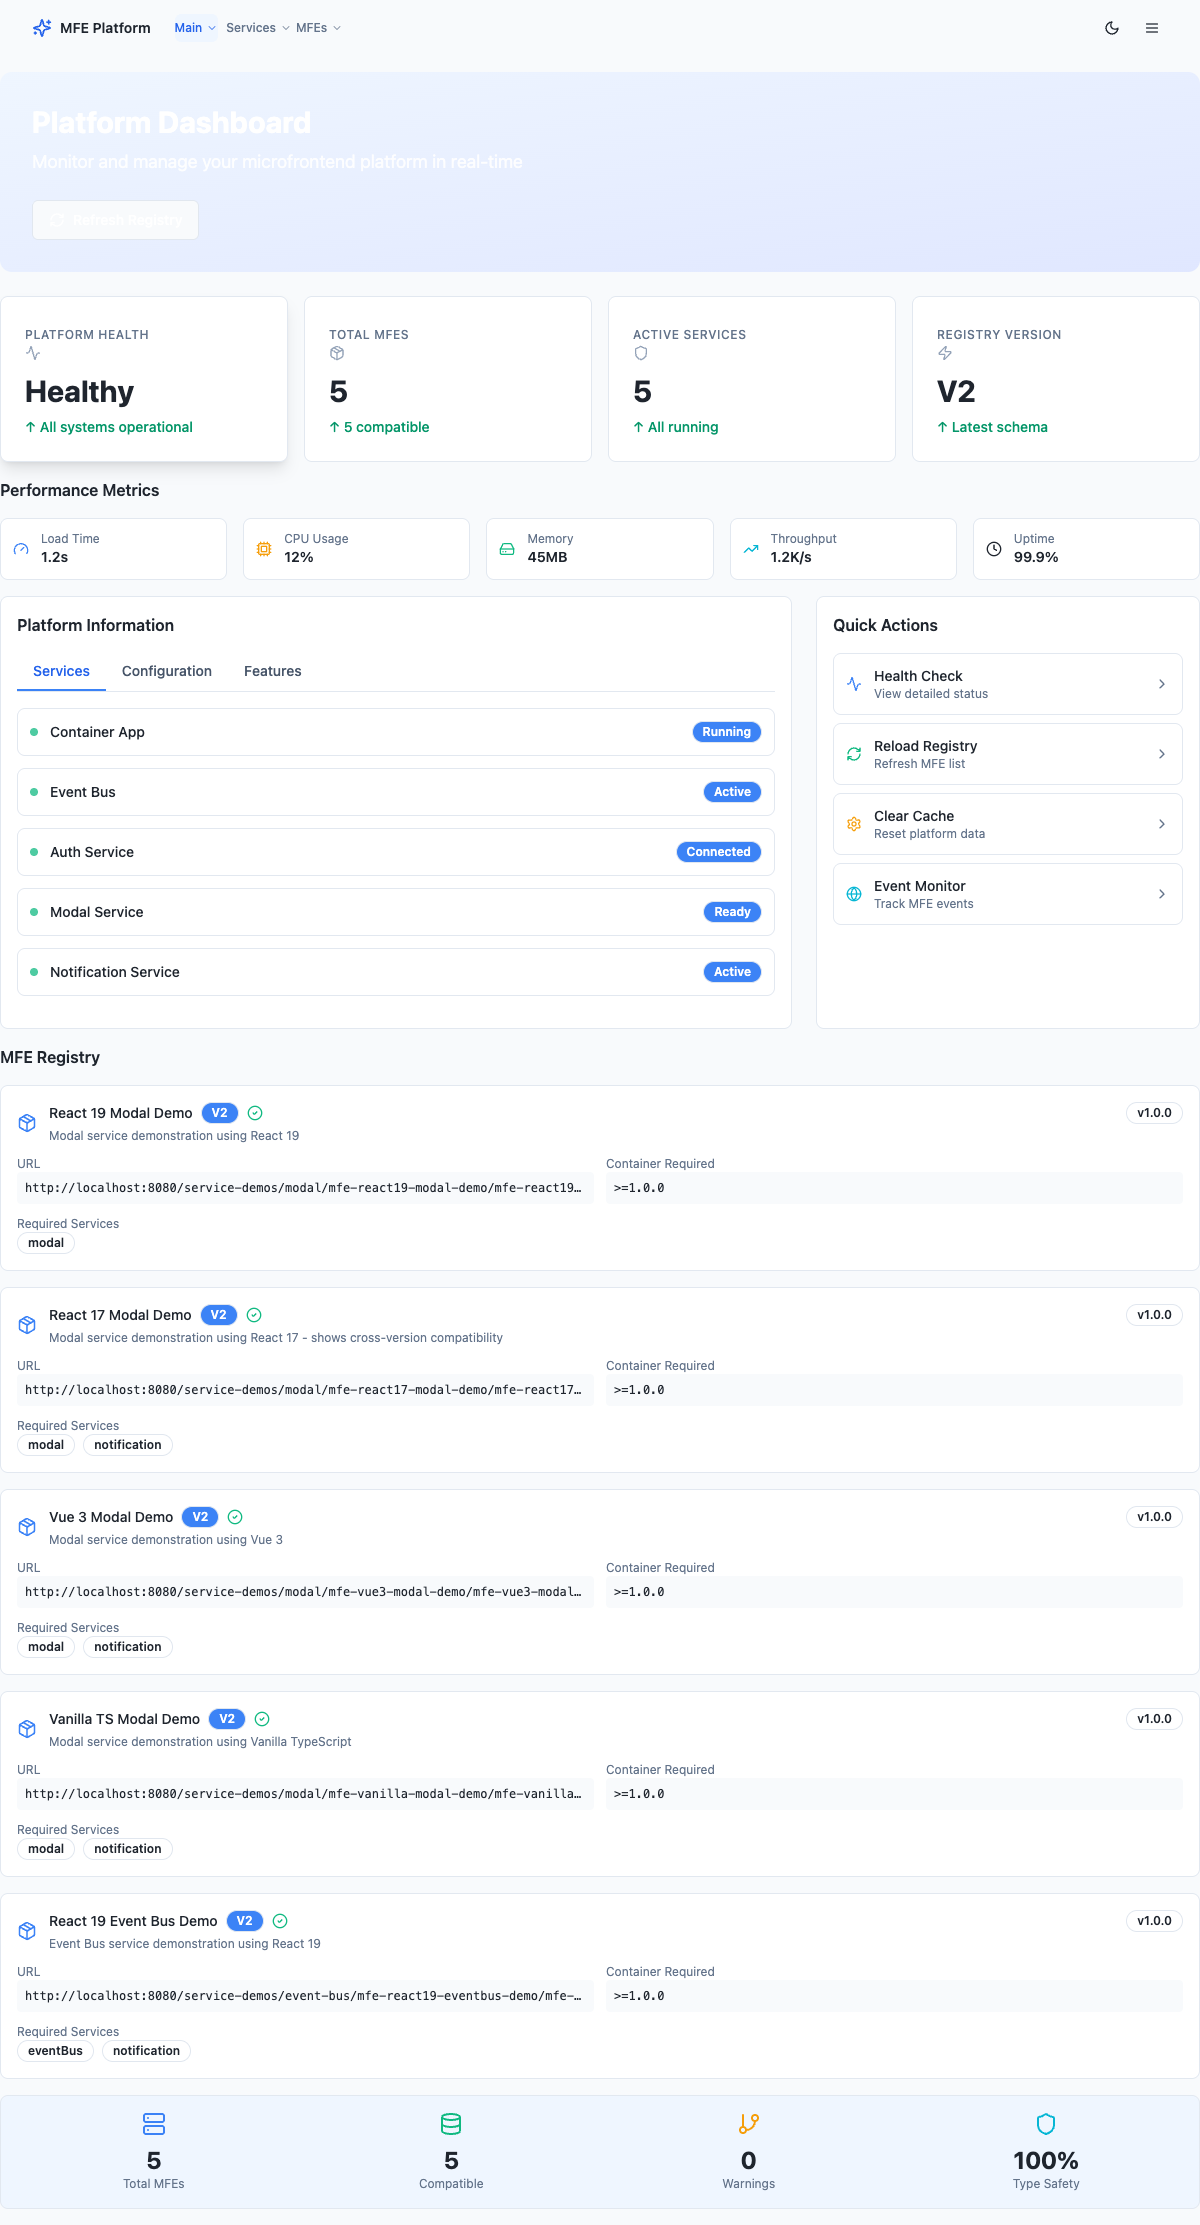 MFE Platform
Main
Services
MFEs
Platform Dashboard
Monitor and manage your microfrontend platform in real-time
Refresh Registry
PLATFORM HEALTH
Healthy
↑ All systems operational
TOTAL MFES
5
↑ 5 compatible
ACTIVE SERVICES
5
↑ All running
REGISTRY VERSION
V2
↑ Latest schema
Performance Metrics
Load Time
1.2s
CPU Usage
12%
Memory
45MB
Throughput
1.2K/s
Uptime
99.9%
Platform Information
Services
Configuration
Features
Container App
Running
Event Bus
Active
Auth Service
Connected
Modal Service
Ready
Notification Service
Active
Quick Actions
Health Check
View detailed status
Reload Registry
Refresh MFE list
Clear Cache
Reset platform data
Event Monitor
Track MFE events
MFE Registry
React 19 Modal Demo V2 v1.0.0
Modal service demonstration using React 19
URL
http://localhost:8080/service-demos/modal/mfe-react19-modal-demo/mfe-react19…
Container Required
>=1.0.0
Required Services
modal
React 17 Modal Demo V2 v1.0.0
Modal service demonstration using React 17 - shows cross-version compatibility
URL
http://localhost:8080/service-demos/modal/mfe-react17-modal-demo/mfe-react17…
Container Required
>=1.0.0
Required Services
modal notification
Vue 3 Modal Demo V2 v1.0.0
Modal service demonstration using Vue 3
URL
http://localhost:8080/service-demos/modal/mfe-vue3-modal-demo/mfe-vue3-modal…
Container Required
>=1.0.0
Required Services
modal notification
Vanilla TS Modal Demo V2 v1.0.0
Modal service demonstration using Vanilla TypeScript
URL
http://localhost:8080/service-demos/modal/mfe-vanilla-modal-demo/mfe-vanilla…
Container Required
>=1.0.0
Required Services
modal notification
React 19 Event Bus Demo V2 v1.0.0
Event Bus service demonstration using React 19
URL
http://localhost:8080/service-demos/event-bus/mfe-react19-eventbus-demo/mfe-…
Container Required
>=1.0.0
Required Services
eventBus notification
5
Total MFEs
5
Compatible
0
Warnings
100%
Type Safety